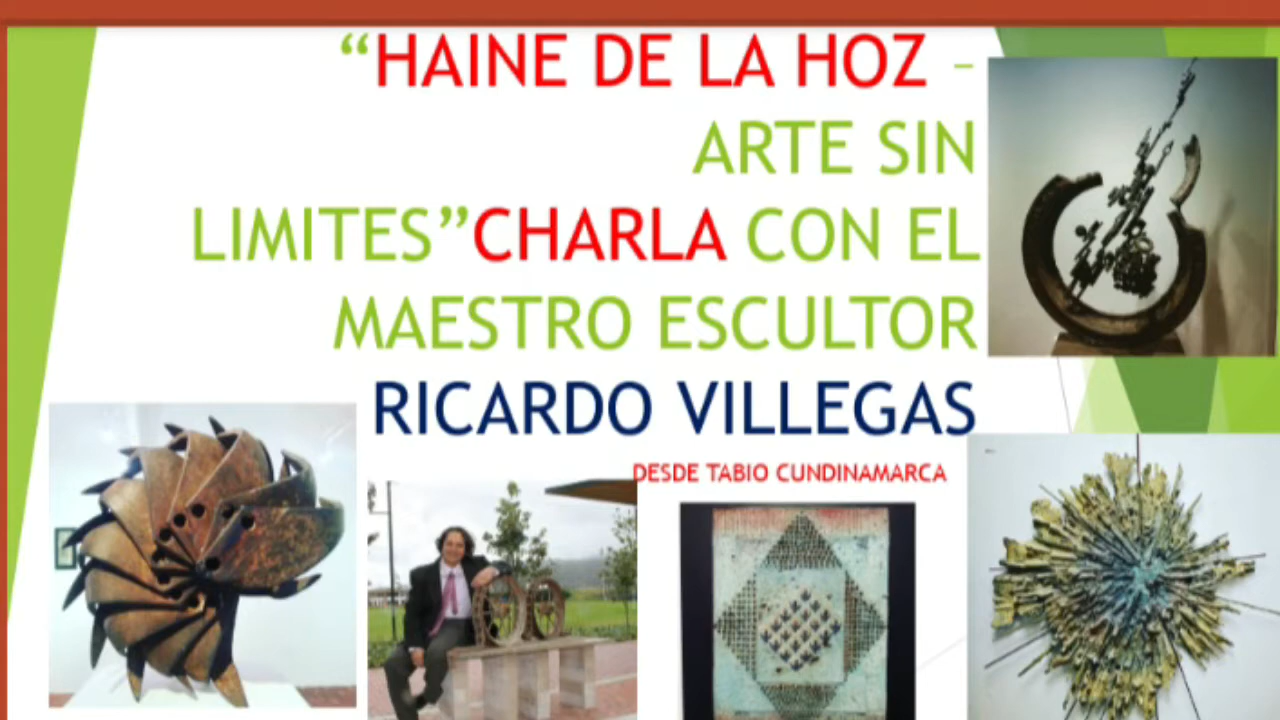 “HAINE DE LA HOZ –
ARTE SIN
LIMITES”CHARLA CON EL
MAESTRO ESCULTOR
RICARDO VILLEGAS
DESDE TABIO CUNDINAMARCA